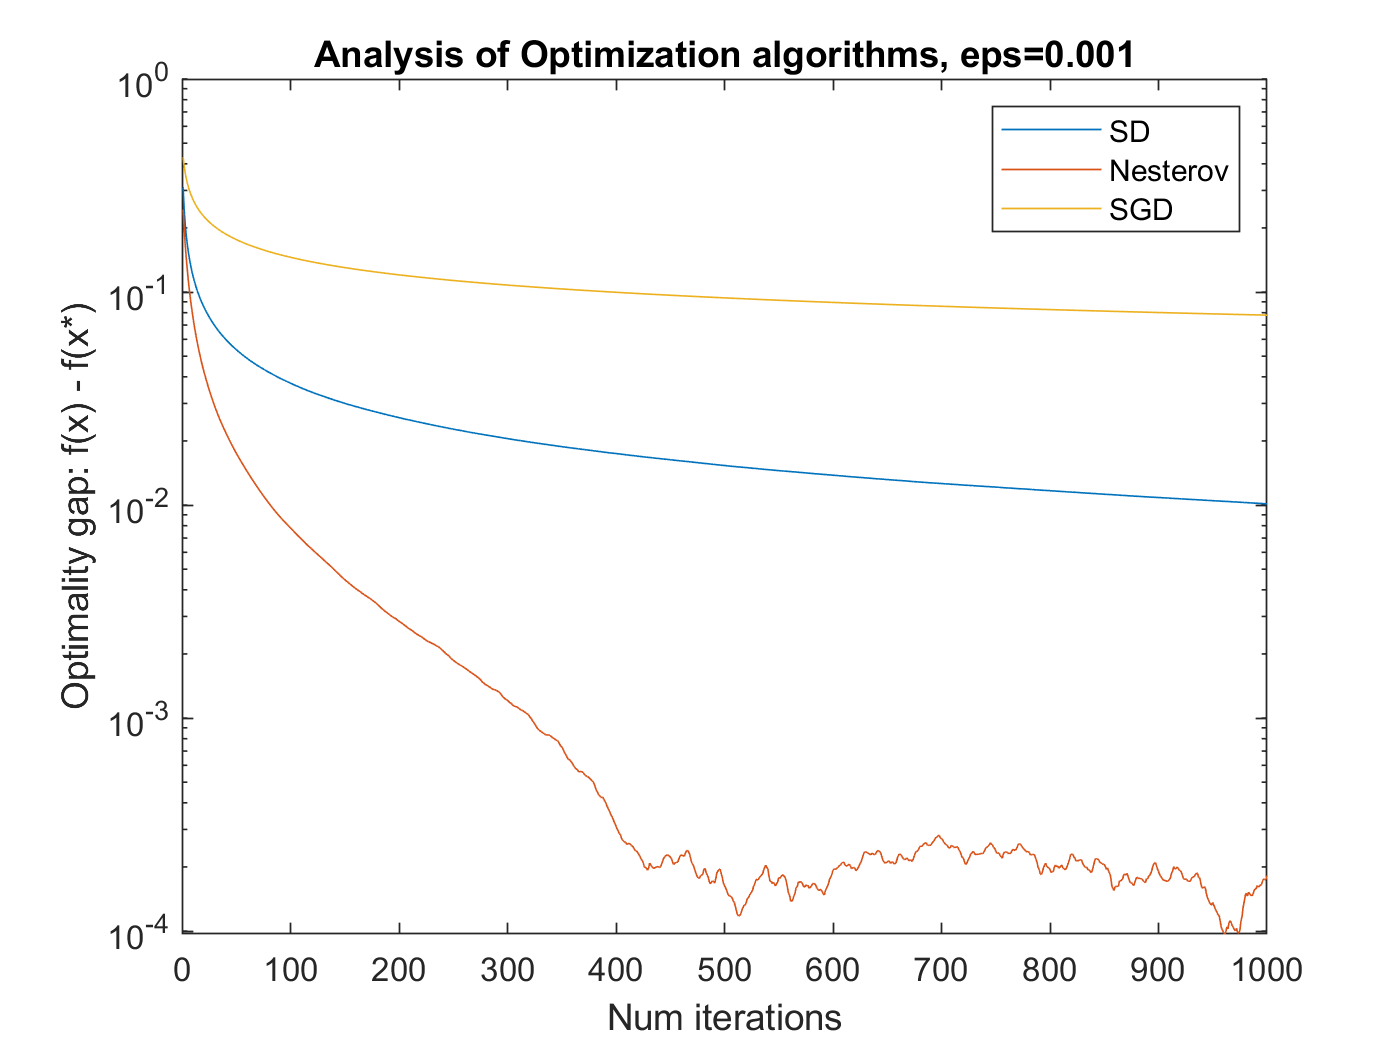 Analysis of Optimization algorithms, eps=0.001
10^0
10^-1
10^-2
10^-3
10^-4
Optimality gap: f(x) - f(x*)
SD
Nesterov
SGD
0 100 200 300 400 500 600 700 800 900 1000
Num iterations